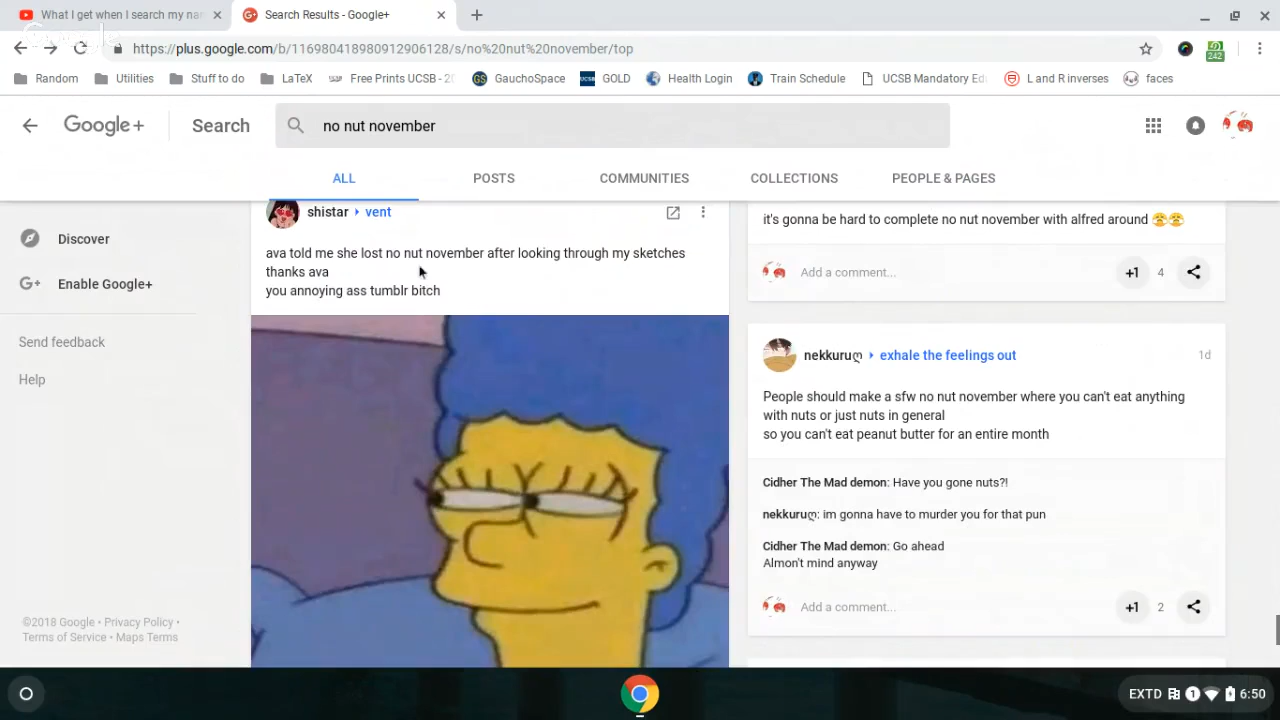 What I get when I search my nan
Search Results - Google+
https://plus.google.com/b/116980418980912906128/s/no%20nut%20november/top
242
Random
Utilities
Stuff to do
LaTeX
Free Prints UCSB - 20
GS
GauchoSpace
UCSB
GOLD
Health Login
Train Schedule
UCSB Mandatory Ed
L and R inverses
faces
Google+
Search
no nut november
ALL
POSTS
COMMUNITIES
COLLECTIONS
PEOPLE & PAGES
Discover
G+
Enable Google+
Send feedback
Help
©2018 Google • Privacy Policy •
Terms of Service • Maps Terms
shistar
vent
ava told me she lost no nut november after looking through my sketches
thanks ava
you annoying ass tumblr bitch
it's gonna be hard to complete no nut november with alfred around 😤😤
Add a comment...
+1
4
nekkuruღ
exhale the feelings out
1d
People should make a sfw no nut november where you can't eat anything
with nuts or just nuts in general
so you can't eat peanut butter for an entire month
Cidher The Mad demon: Have you gone nuts?!
nekkuruღ: im gonna have to murder you for that pun
Cidher The Mad demon: Go ahead
Almon't mind anyway
Add a comment...
+1
2
EXTD
1
6:50